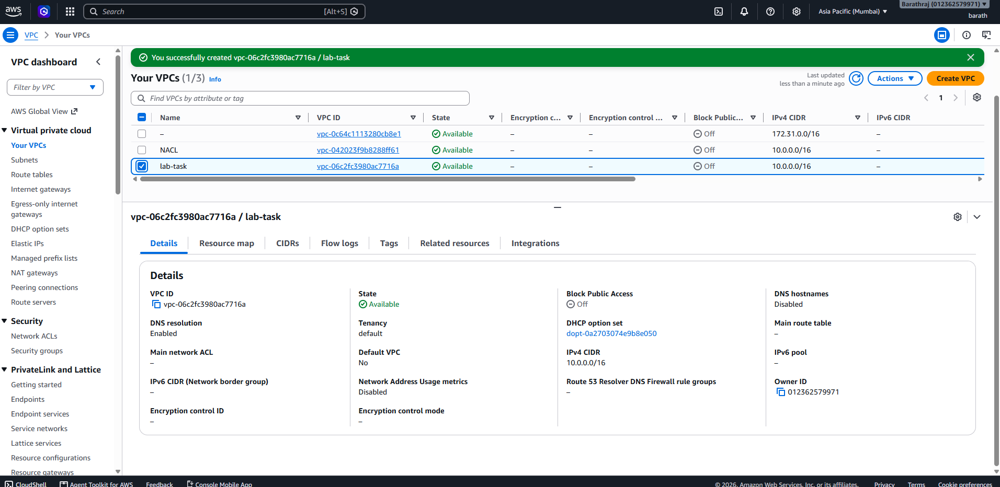 aws
Search [Alt+S]
Asia Pacific (Mumbai)
Barathraj (012362579971)
barath
VPC
Your VPCs
VPC dashboard
Filter by VPC
AWS Global View
Virtual private cloud
Your VPCs
Subnets
Route tables
Internet gateways
Egress-only internet
gateways
DHCP option sets
Elastic IPs
Managed prefix lists
NAT gateways
Peering connections
Route servers
Security
Network ACLs
Security groups
PrivateLink and Lattice
Getting started
Endpoints
Endpoint services
Service networks
Lattice services
Resource configurations
Resource gateways
You successfully created vpc-06c2fc3980ac7716a / lab-task
Your VPCs (1/3) Info
Last updated
less than a minute ago
Actions
Create VPC
Find VPCs by attribute or tag
1
Name VPC ID State Encryption c... Encryption control ... Block Public... IPv4 CIDR IPv6 CIDR
– vpc-0c64c1113280cb8e1 Available – – Off 172.31.0.0/16 –
NACL vpc-042023f9b8288ff61 Available – – Off 10.0.0.0/16 –
lab-task vpc-06c2fc3980ac7716a Available – – Off 10.0.0.0/16 –
vpc-06c2fc3980ac7716a / lab-task
Details Resource map CIDRs Flow logs Tags Related resources Integrations
Details
VPC ID
vpc-06c2fc3980ac7716a
State
Available
Block Public Access
Off
DNS hostnames
Disabled
DNS resolution
Enabled
Tenancy
default
DHCP option set
dopt-0a2703074e9b8e050
Main route table
–
Main network ACL
–
Default VPC
No
IPv4 CIDR
10.0.0.0/16
IPv6 pool
–
IPv6 CIDR (Network border group)
–
Network Address Usage metrics
Disabled
Route 53 Resolver DNS Firewall rule groups
–
Owner ID
012362579971
Encryption control ID
–
Encryption control mode
–
CloudShell Agent Toolkit for AWS Feedback Console Mobile App
© 2026, Amazon Web Services, Inc. or its affiliates. Privacy Terms Cookie preferences